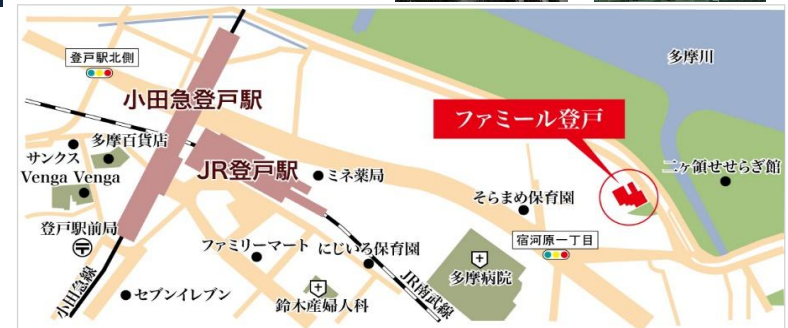 登戸駅北側
多摩川
小田急登戸駅
ファミール登戸
多摩百貨店
サンクス
Venga Venga
JR登戸駅
ミネ薬局
二ヶ領せせらぎ館
そらまめ保育園
登戸駅前局
宿河原一丁目
ファミリーマート
にじいろ保育園
多摩病院
小田急線
セブンイレブン
鈴木産婦人科
JR南武線